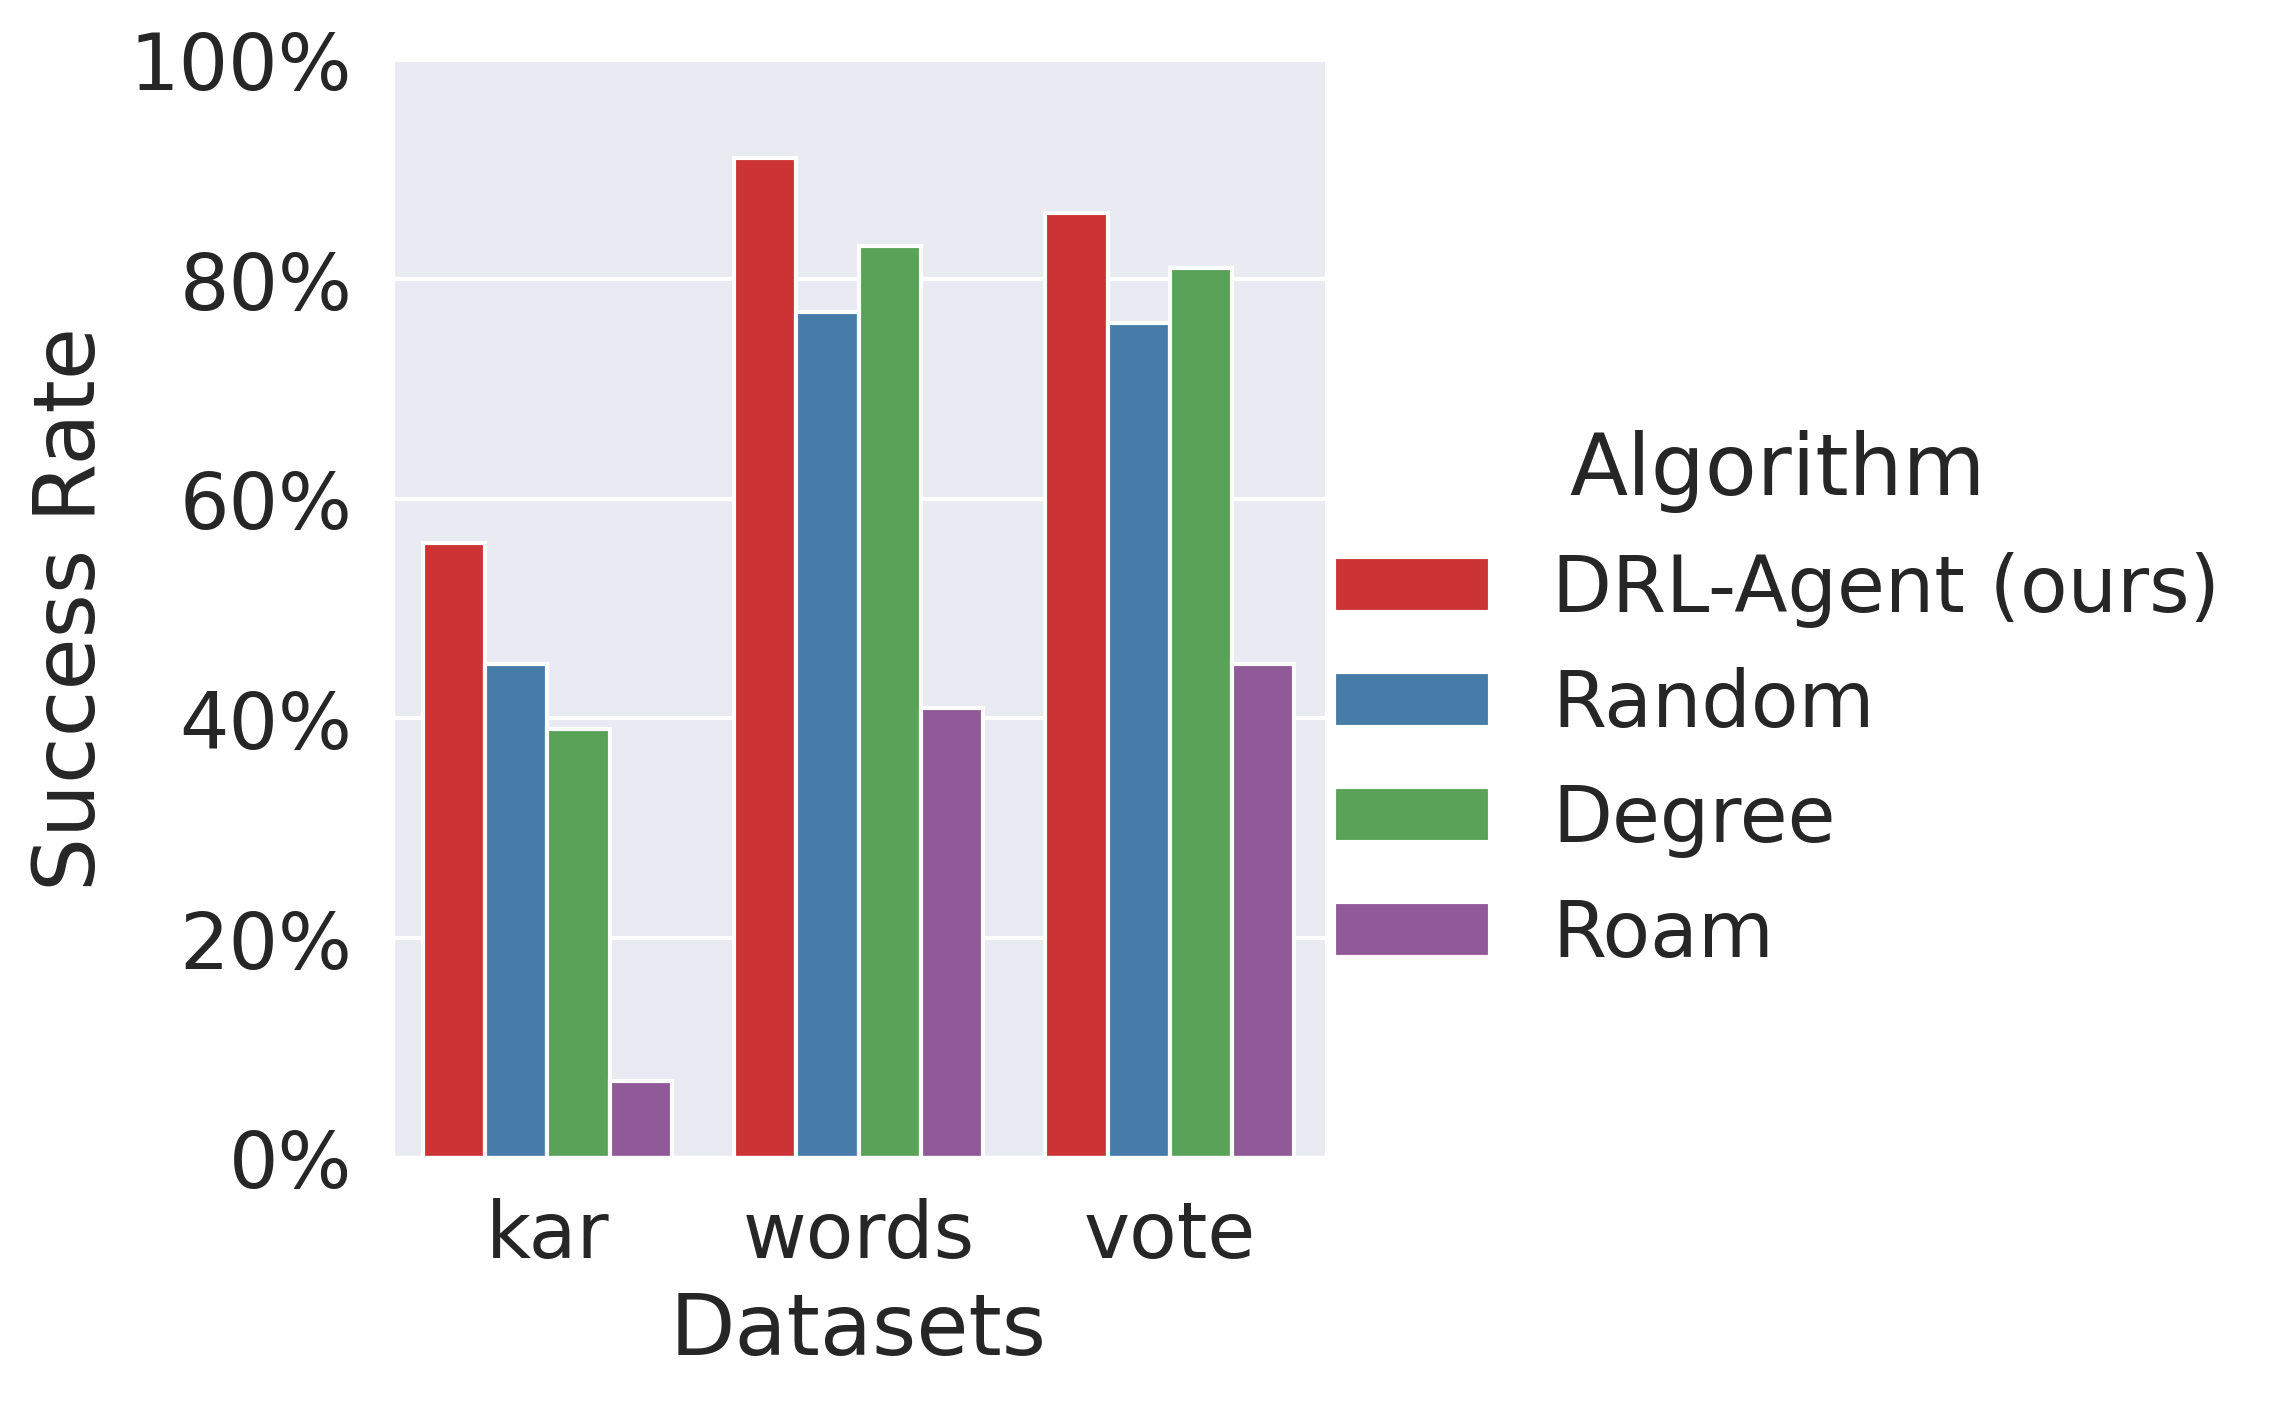 100%
80%
60%
40%
20%
0%
Success Rate
kar words vote
Datasets
Algorithm
DRL-Agent (ours)
Random
Degree
Roam